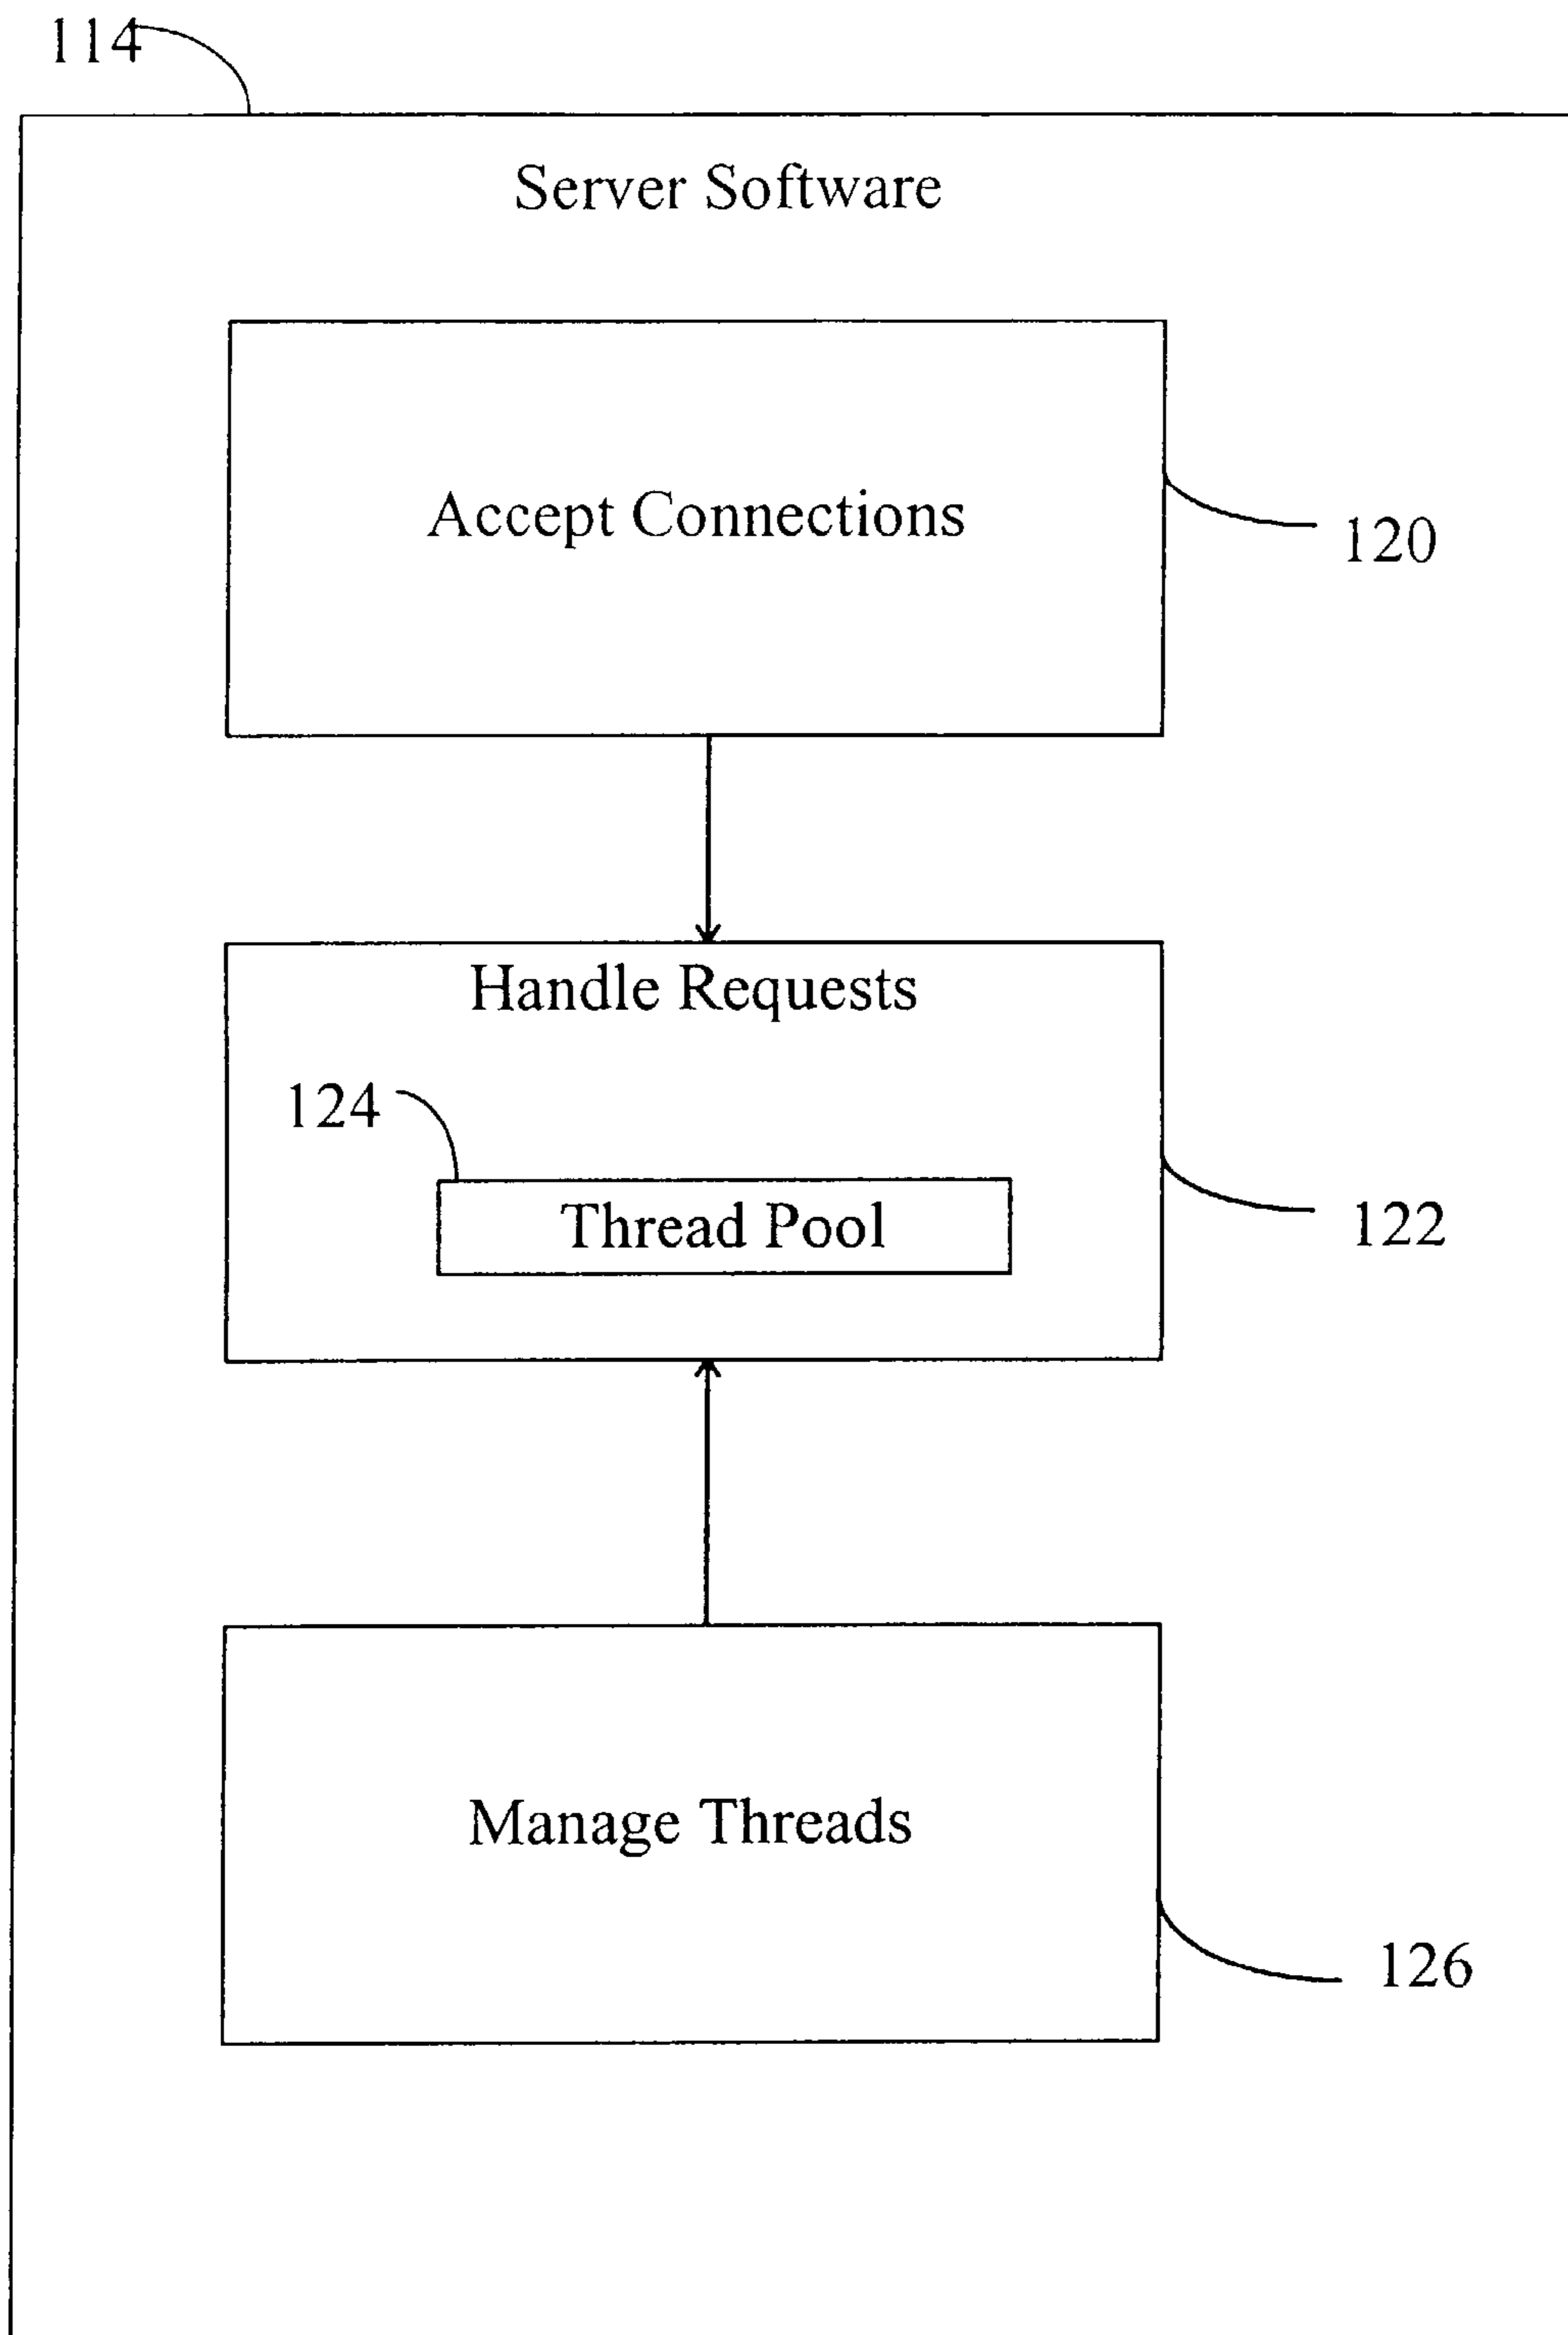 114
Server Software
Accept Connections
120
Handle Requests
124
Thread Pool
122
Manage Threads
126